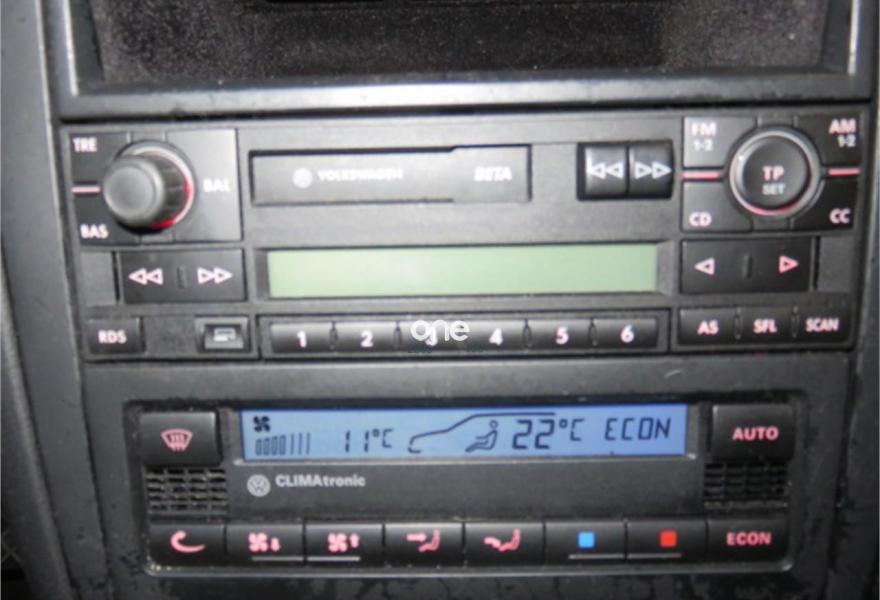 TRE
BAL
BAS
VOLKSWAGEN BETA
FM
1-2
AM
1-2
TP
SET
CD
CC
RDS
1 2 3 4 5 6
AS SFL SCAN
one
11°C 22°C ECON
AUTO
CLIMAtronic
ECON